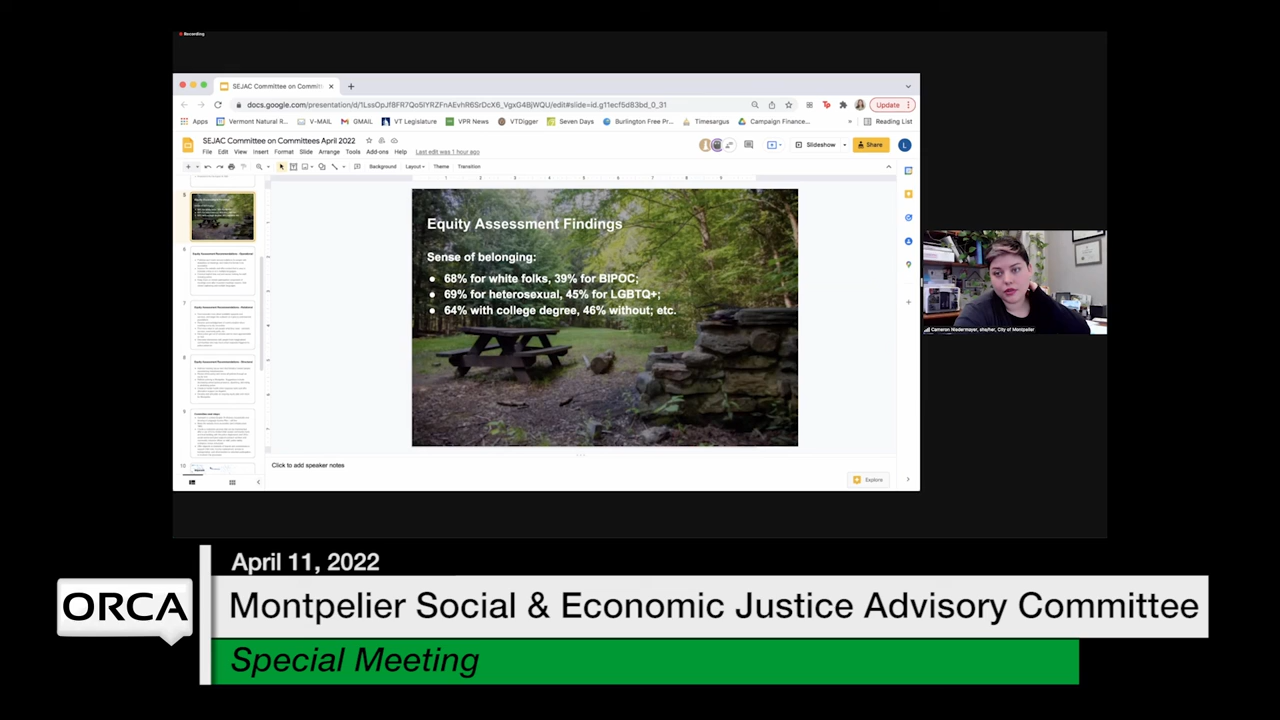 Recording
SEJAC Committee on Committ
docs.google.com/presentation/d/1LssOpJfBFR7Qo5IYRZFnAEvhR6SrDcX6_VgxG4BjWQU/edit#slide=id.g11ecf5d83bd_0_31
Update
Apps
Vermont Natural R...
V-MAIL
GMAIL
VT Legislature
VPR News
VTDigger
Seven Days
Burlington Free Pr...
Timesargus
Campaign Finance...
»
Reading List
SEJAC Committee on Committees April 2022
File Edit View Insert Format Slide Arrange Tools Add-ons Help Last edit was 1 hour ago
Slideshow
Share
L
Background Layout Theme Transition
Equity Assessment Findings
Sense of belonging:
● 68% for white folks, 39% for BIPOC;
● 69% for heterosexual, 45% for LGBTQ+;
● 64% with college degree, 46% without; etc.
6
7
8
9
10
Click to add speaker notes
Explore
Cameron Niedermayer, she/her, City of Montpelier
April 11, 2022
ORCA
Montpelier Social & Economic Justice Advisory Committee
Special Meeting